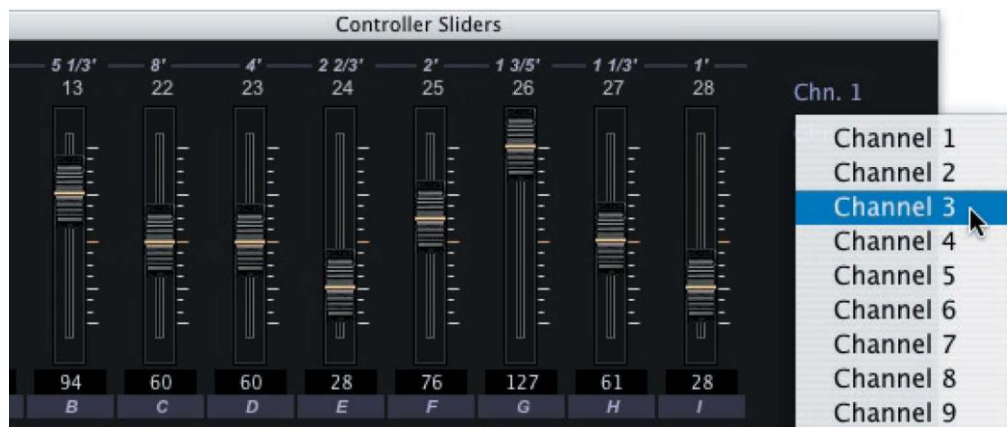 Controller Sliders
5 1/3' 8' 4' 2 2/3' 2' 1 3/5' 1 1/3' 1'
13 22 23 24 25 26 27 28
Chn. 1
Channel 1
Channel 2
Channel 3
Channel 4
Channel 5
Channel 6
Channel 7
Channel 8
Channel 9
94 60 60 28 76 127 61 28
B C D E F G H I